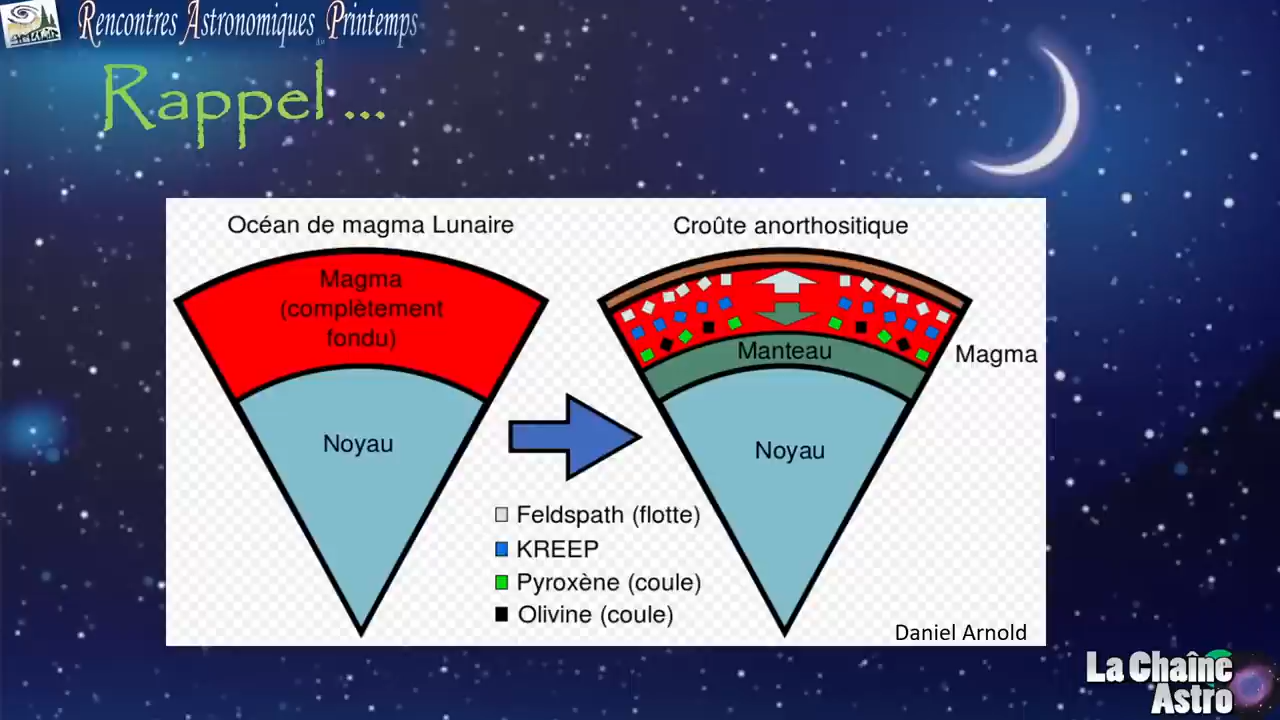 Rencontres Astronomiques du Printemps
Rappel ...
Océan de magma Lunaire
Croûte anorthositique
Magma
(complètement
fondu)
Manteau
Magma
Noyau
Noyau
Feldspath (flotte)
KREEP
Pyroxène (coule)
Olivine (coule)
Daniel Arnold
La Chaîne
Astro